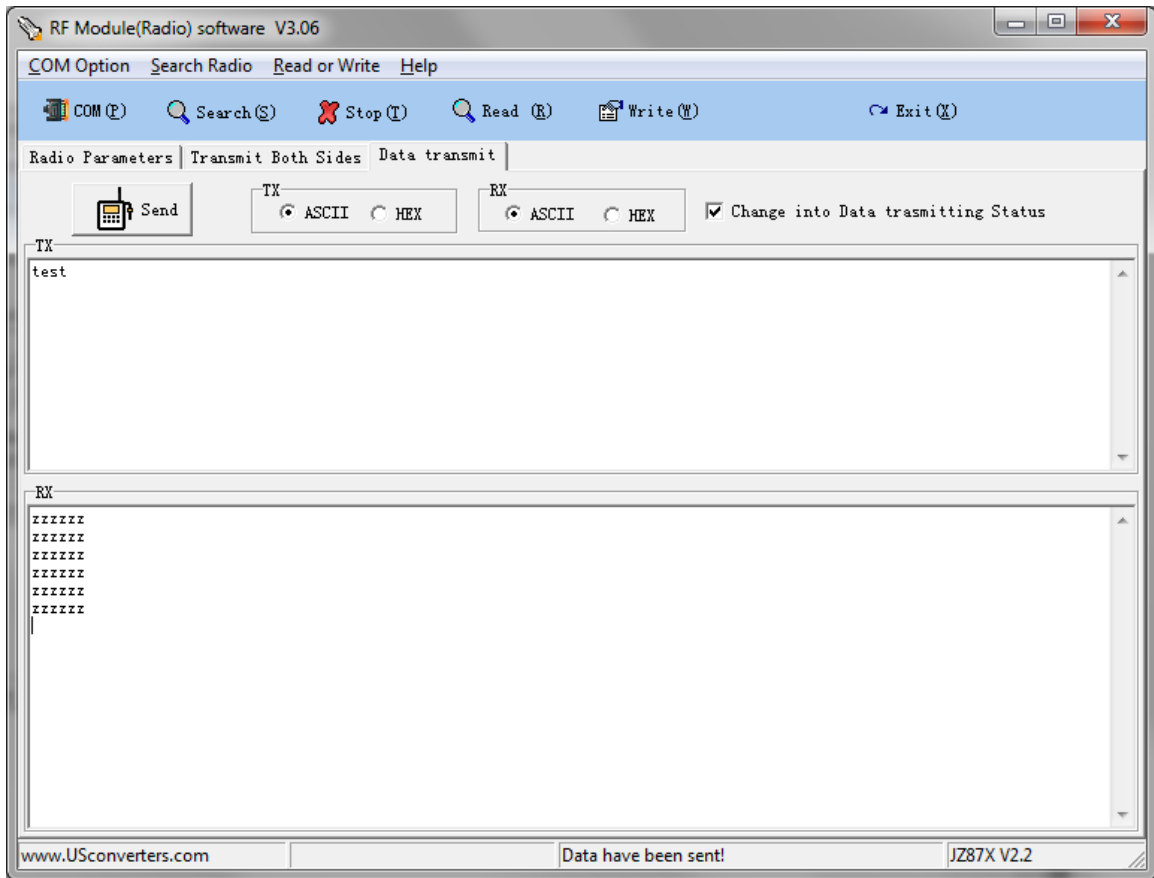 RF Module(Radio) software V3.06
COM Option Search Radio Read or Write Help
COM(P) Search(S) Stop(T) Read (R) Write(W) Exit(X)
Radio Parameters Transmit Both Sides Data transmit
Send TX ASCII HEX RX ASCII HEX Change into Data trasmitting Status
TX
test
RX
zzzzzz
zzzzzz
zzzzzz
zzzzzz
zzzzzz
zzzzzz
www.USconverters.com Data have been sent! JZ87X V2.2